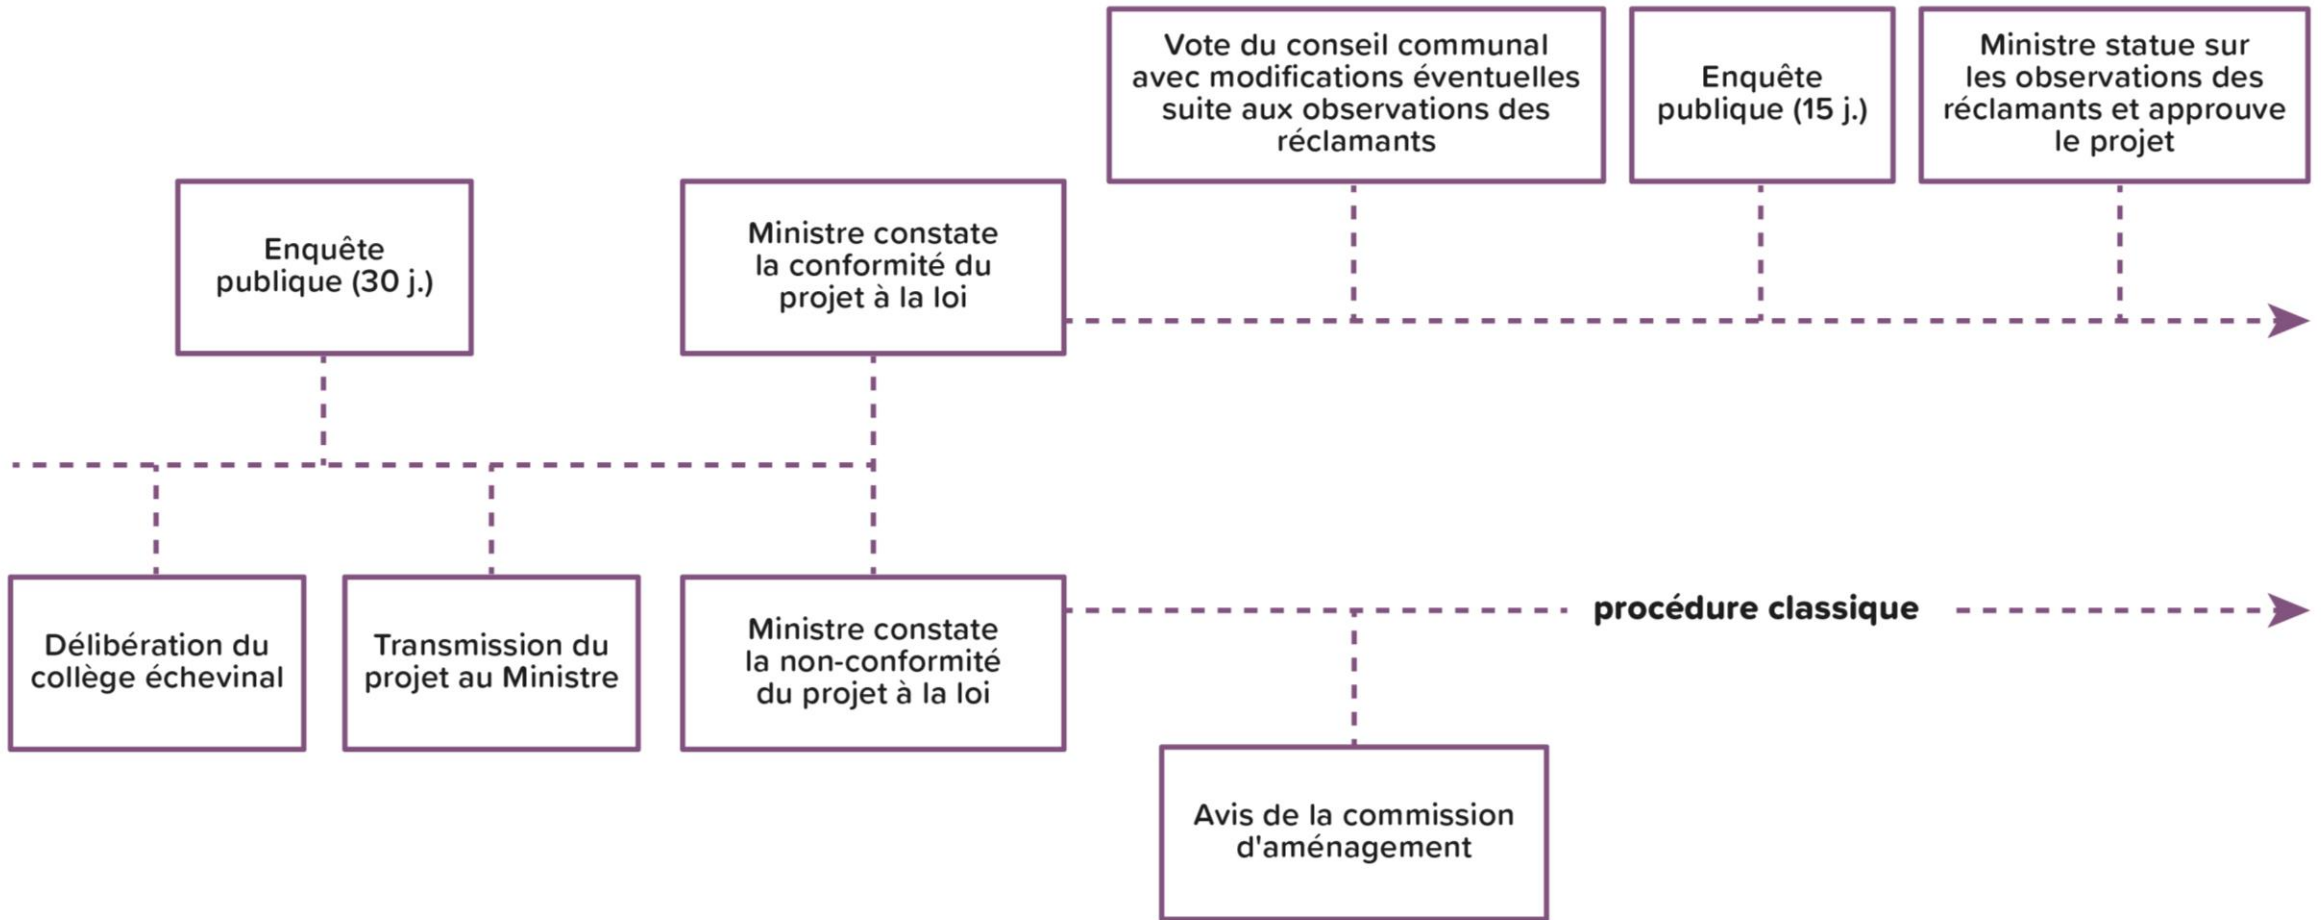 Vote du conseil communal
avec modifications éventuelles
suite aux observations des
réclamants
Enquête
publique (15 j.)
Ministre statue sur
les observations des
réclamants et approuve
le projet
Enquête
publique (30 j.)
Ministre constate
la conformité du
projet à la loi
Délibération du
collège échevinal
Transmission du
projet au Ministre
Ministre constate
la non-conformité
du projet à la loi
procédure classique
Avis de la commission
d'aménagement